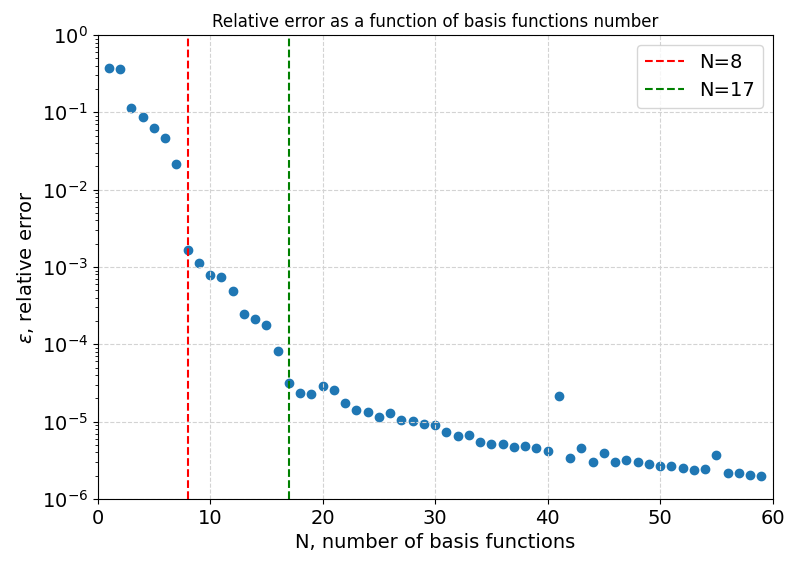 Relative error as a function of basis functions number
10⁰
10⁻¹
10⁻²
10⁻³
10⁻⁴
10⁻⁵
10⁻⁶
ε, relative error
N=8
N=17
0 10 20 30 40 50 60
N, number of basis functions